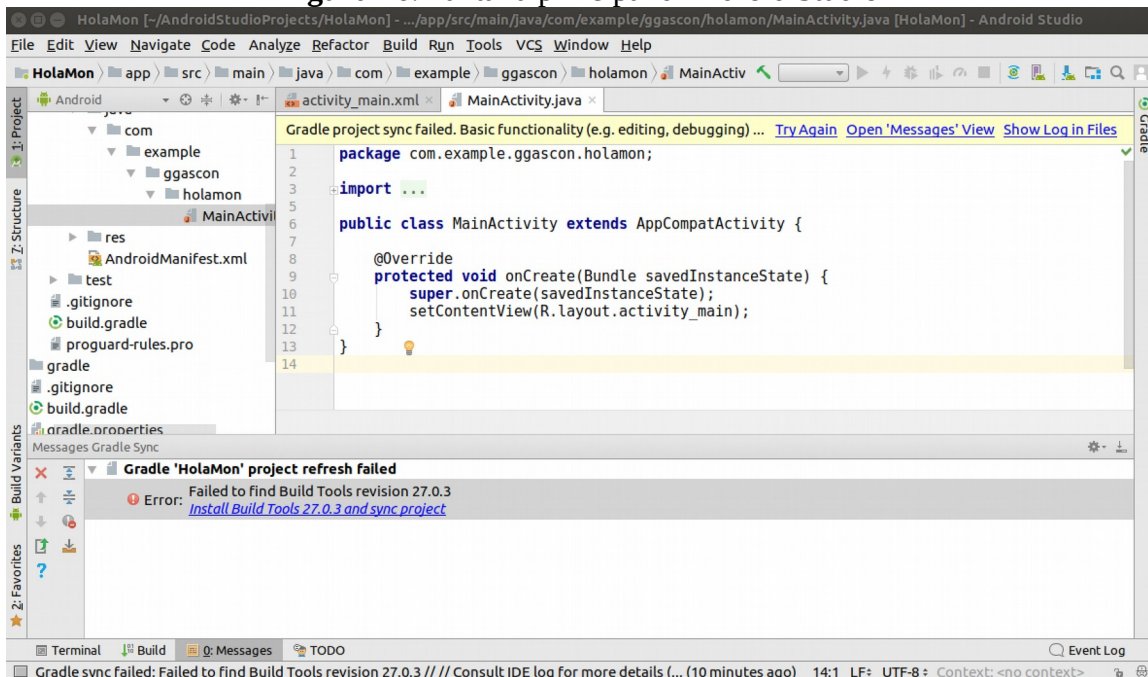 HolaMon [~/AndroidStudioProjects/HolaMon] - .../app/src/main/java/com/example/ggascon/holamon/MainActivity.java [HolaMon] - Android Studio
File Edit View Navigate Code Analyze Refactor Build Run Tools VCS Window Help
HolaMon app src main java com example ggascon holamon MainActiv
1: Project
Z: Structure
Build Variants
2: Favorites
Android
com
example
ggascon
holamon
MainActivi
res
AndroidManifest.xml
test
.gitignore
build.gradle
proguard-rules.pro
gradle
.gitignore
build.gradle
gradle.properties
activity_main.xml MainActivity.java
Gradle project sync failed. Basic functionality (e.g. editing, debugging) ... Try Again Open 'Messages' View Show Log in Files
1 package com.example.ggascon.holamon;
2
3 import ...
5
6 public class MainActivity extends AppCompatActivity {
7
8 @Override
9 protected void onCreate(Bundle savedInstanceState) {
10 super.onCreate(savedInstanceState);
11 setContentView(R.layout.activity_main);
12 }
13 }
14
Gradle
Messages Gradle Sync
Gradle 'HolaMon' project refresh failed
Error: Failed to find Build Tools revision 27.0.3
Install Build Tools 27.0.3 and sync project
Terminal Build 0: Messages TODO Event Log
Gradle sync failed: Failed to find Build Tools revision 27.0.3 // // Consult IDE log for more details (... (10 minutes ago) 14:1 LF UTF-8 Context: <no context>